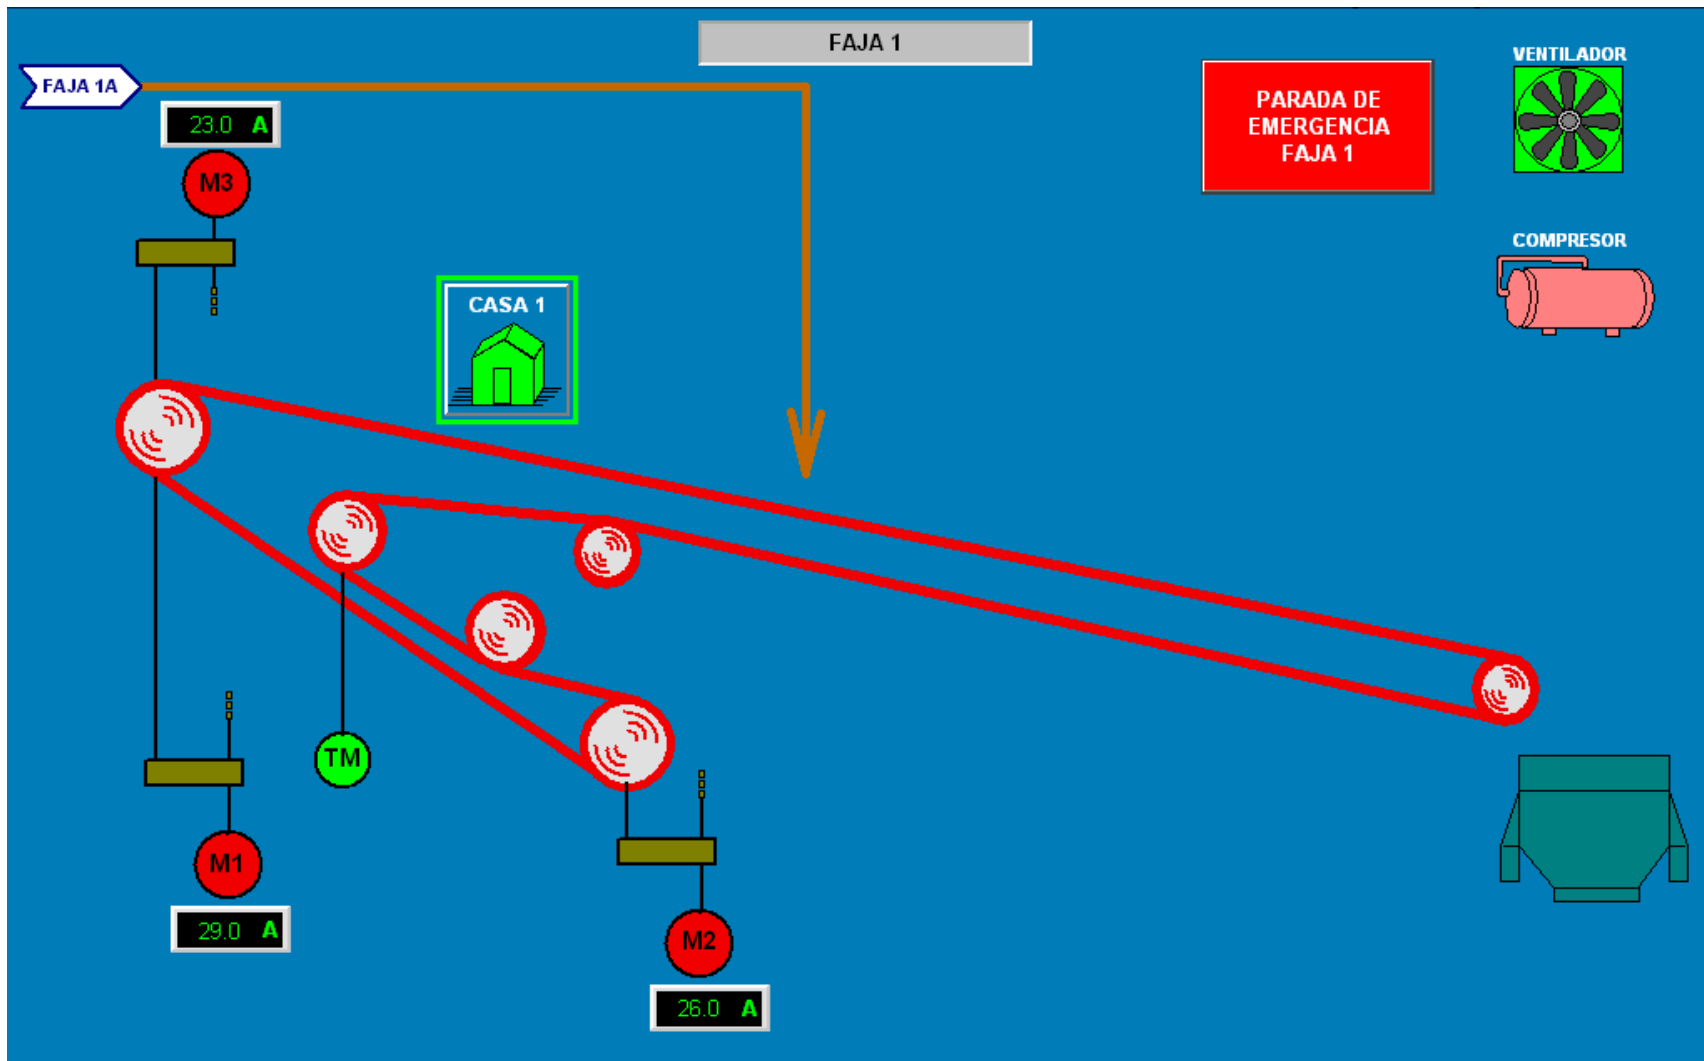 FAJA 1
FAJA 1A
VENTILADOR
PARADA DE
EMERGENCIA
FAJA 1
23.0 A
M3
COMPRESOR
CASA 1
TM
M1
29.0 A
M2
26.0 A